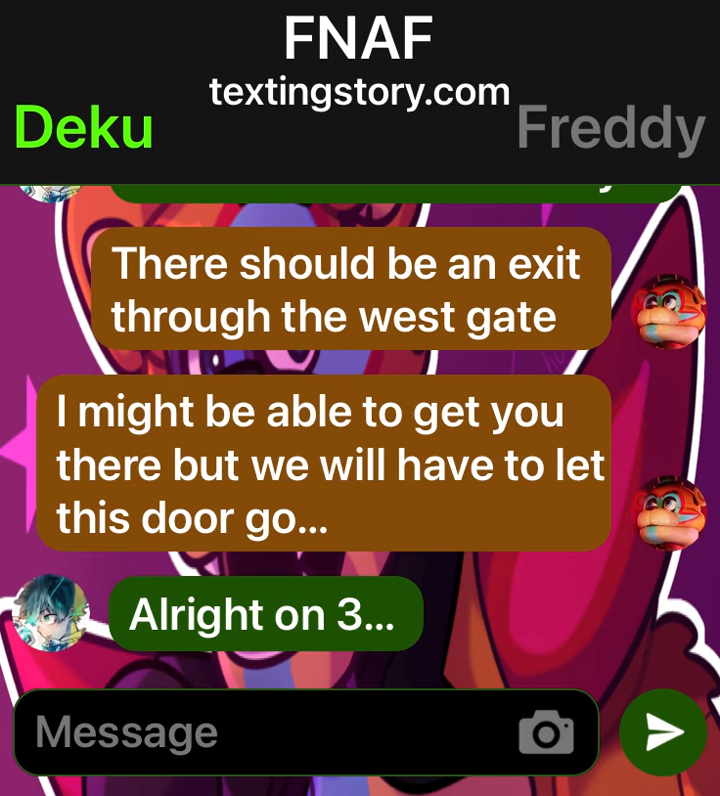 FNAF
textingstory.com
Deku
Freddy
There should be an exit
through the west gate
I might be able to get you
there but we will have to let
this door go...
Alright on 3...
Message